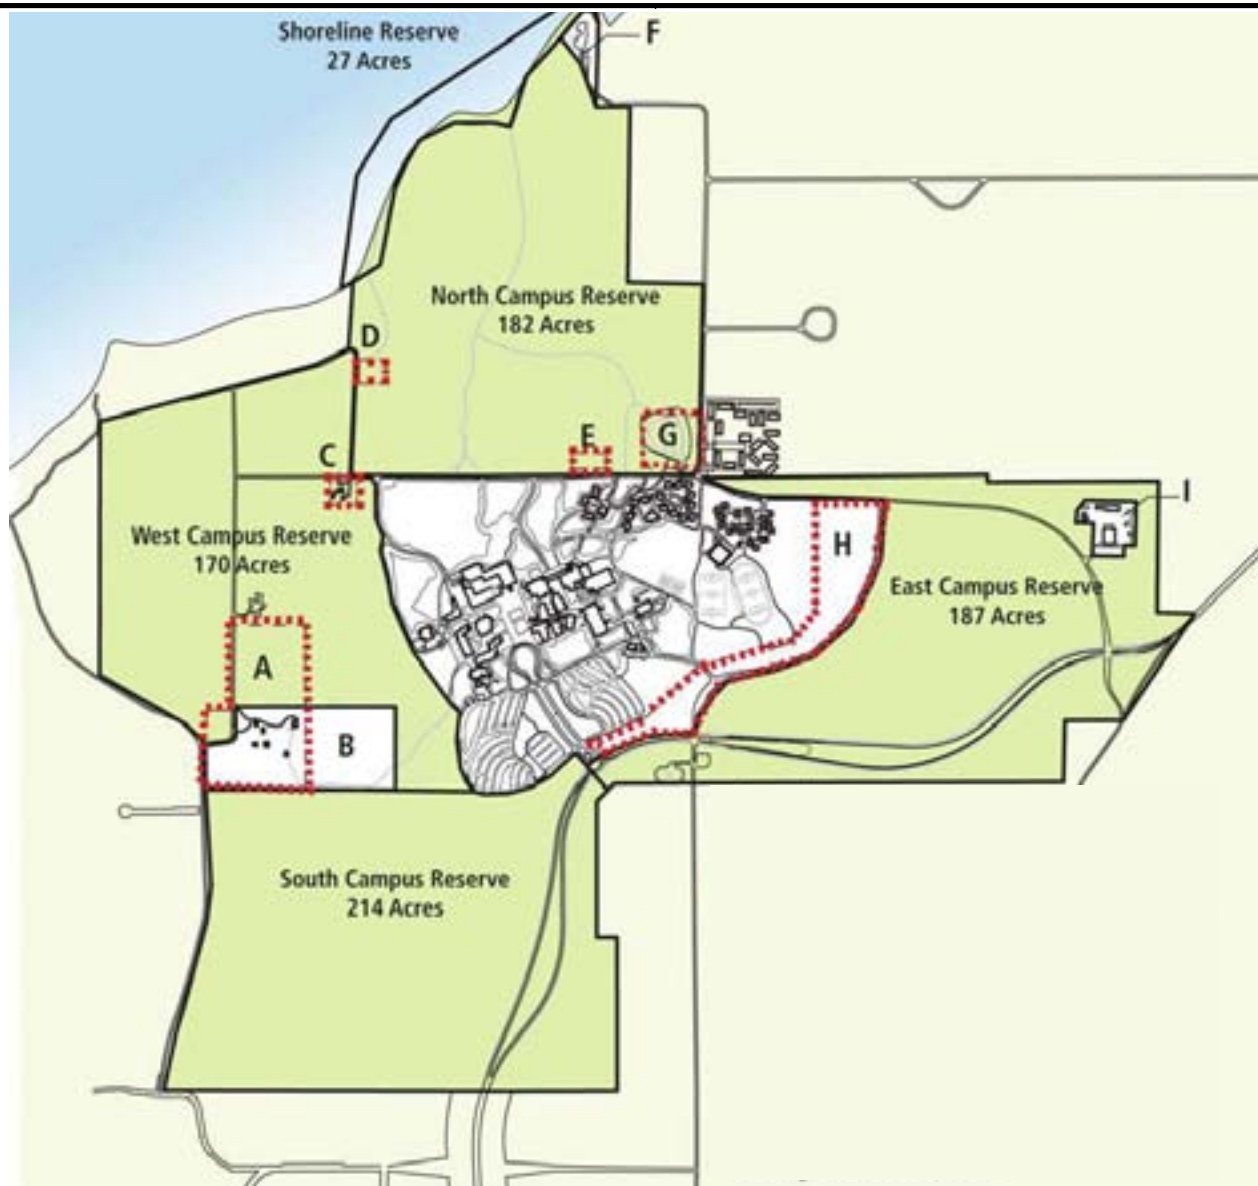 Shoreline Reserve
27 Acres
F
North Campus Reserve
182 Acres
D
E
G
C
I
West Campus Reserve
170 Acres
H
East Campus Reserve
187 Acres
A
B
South Campus Reserve
214 Acres